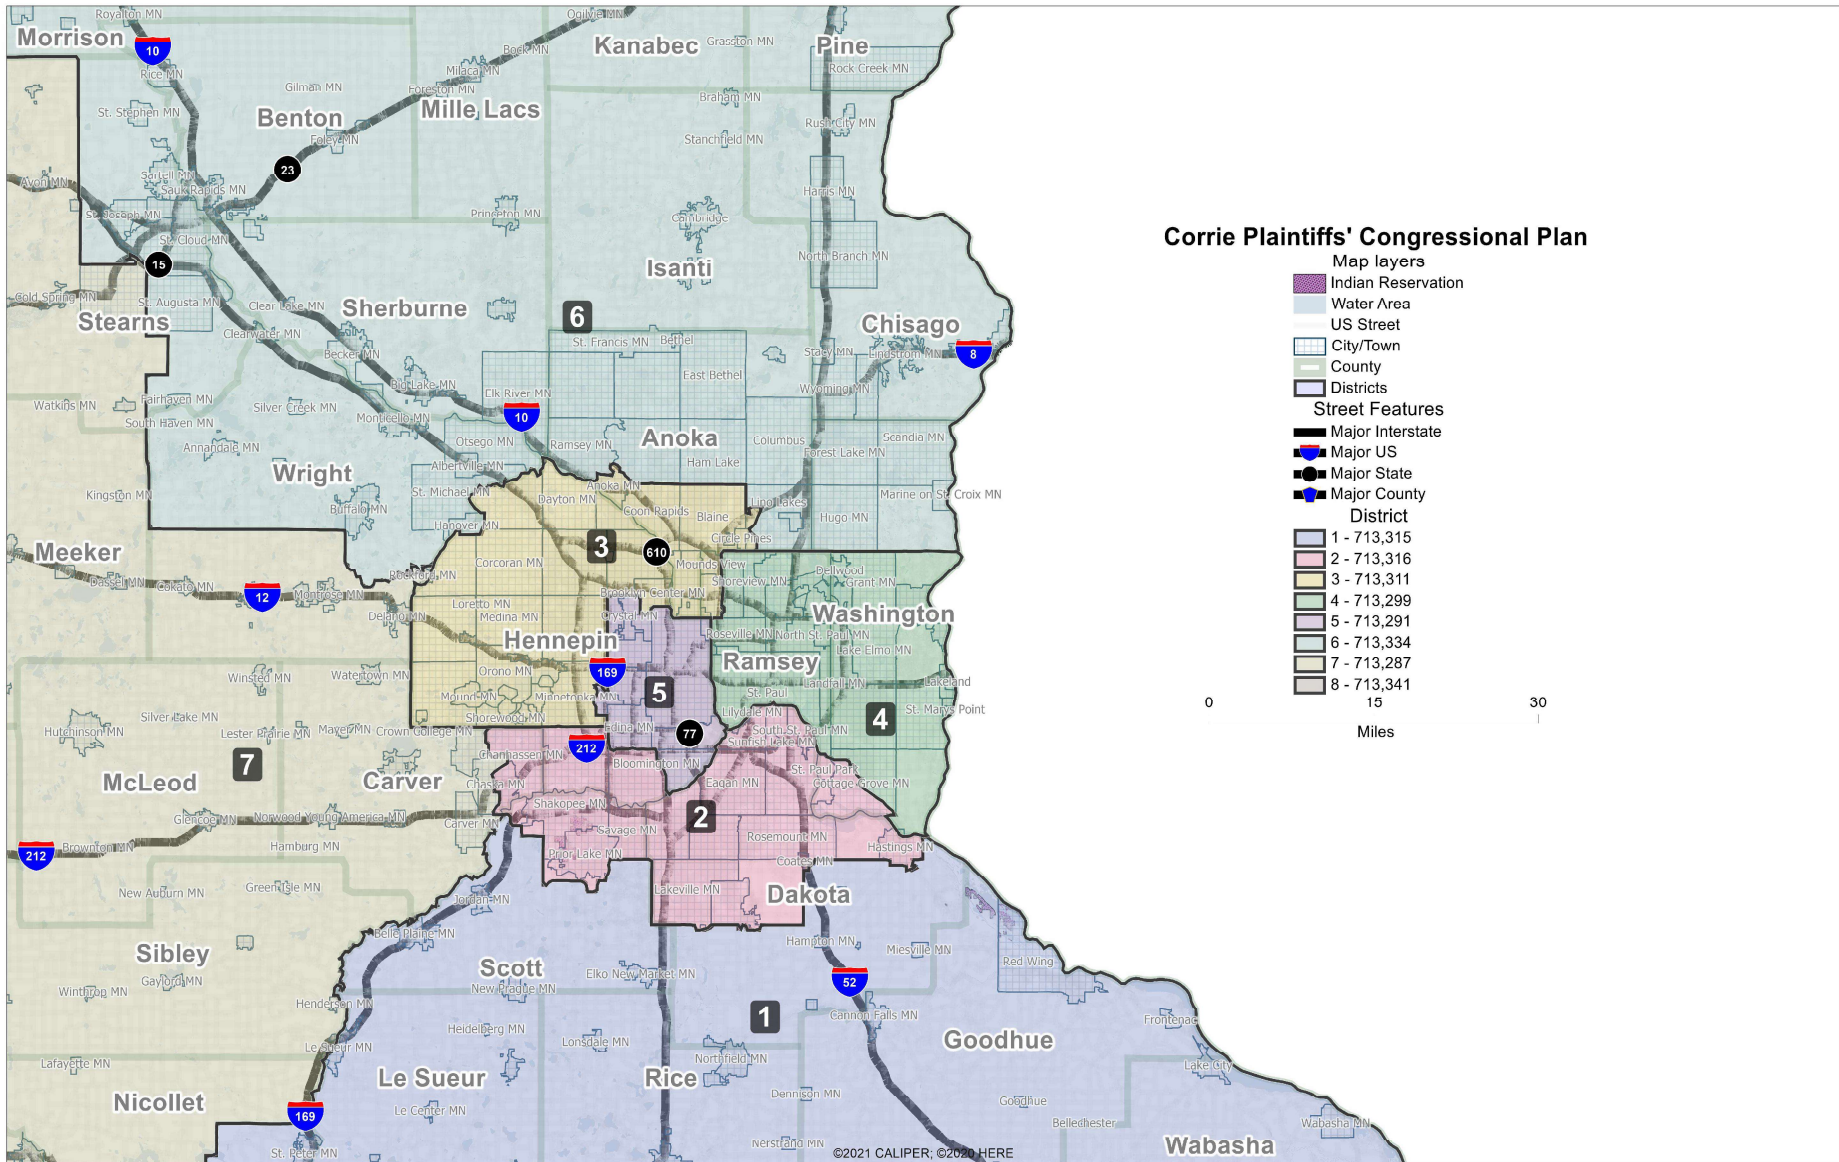 Royalton MN
Ogilvie MN
Morrison
10
Kanabec
Grasston MN
Pine
Bock MN
Rice MN
Milaca MN
Rock Creek MN
Gilman MN
Foreston MN
Braham MN
St. Stephen MN
Benton
Mille Lacs
Rush City MN
Foley MN
Stanchfield MN
23
Sartell MN
Avon MN
Sauk Rapids MN
Harris MN
St. Joseph MN
Princeton MN
Cambridge
St. Cloud MN
North Branch MN
15
Isanti
Cold Spring MN
St. Augusta MN
Clear Lake MN
Sherburne
6
Stearns
Clearwater MN
Chisago
St. Francis MN
Bethel
Becker MN
Stacy MN
Lindstrom MN
8
East Bethel
Big Lake MN
Wyoming MN
Elk River MN
Watkins MN
Fairhaven MN
Silver Creek MN
10
South Haven MN
Monticello MN
Annandale MN
Otsego MN
Ramsey MN
Anoka
Columbus
Scandia MN
Forest Lake MN
Albertville MN
Ham Lake
Wright
Kingston MN
St. Michael MN
Anoka MN
Dayton MN
Lino Lakes
Marine on St. Croix MN
Buffalo MN
Coon Rapids
Blaine
Hugo MN
Hanover MN
Circle Pines
Meeker
3
610
Corcoran MN
Mounds View
Rockford MN
Dassel MN
Cokato MN
12
Montrose MN
Shoreview MN
Dellwood
Grant MN
Brooklyn Center MN
Loretto MN
Delano MN
Medina MN
Crystal MN
Washington
Hennepin
Roseville MN
North St. Paul MN
Lake Elmo MN
Ramsey
Orono MN
169
Winsted MN
Watertown MN
Landfall MN
Lakeland
Mound MN
Minnetonka MN
5
St. Paul
Shorewood MN
Lilydale MN
St. Marys Point
4
Silver Lake MN
Hutchinson MN
Lester Prairie MN
Mayer MN
Crown College MN
Edina MN
77
South St. Paul MN
Sunfish Lake MN
212
Chanhassen MN
Bloomington MN
7
St. Paul Park
McLeod
Carver
Chaska MN
Eagan MN
Cottage Grove MN
Shakopee MN
2
Glencoe MN
Norwood Young America MN
Carver MN
Savage MN
Rosemount MN
212
Brownton MN
Hamburg MN
Prior Lake MN
Hastings MN
Coates MN
New Auburn MN
Green Isle MN
Lakeville MN
Dakota
Jordan MN
Belle Plaine MN
Hampton MN
Miesville MN
Sibley
Scott
Elko New Market MN
Red Wing
Gaylord MN
52
Winthrop MN
New Prague MN
Henderson MN
1
Cannon Falls MN
Frontenac
Heidelberg MN
Lonsdale MN
Goodhue
Le Sueur MN
Lafayette MN
Northfield MN
Lake City
Le Sueur
Rice
Nicollet
Dennison MN
Goodhue
169
Le Center MN
Bellechester
Wabasha MN
Nerstrand MN
Wabasha
St. Peter MN
©2021 CALIPER; ©2020 HERE
Corrie Plaintiffs' Congressional Plan
Map layers
Indian Reservation
Water Area
US Street
City/Town
County
Districts
Street Features
Major Interstate
Major US
Major State
Major County
District
1 - 713,315
2 - 713,316
3 - 713,311
4 - 713,299
5 - 713,291
6 - 713,334
7 - 713,287
8 - 713,341
0 15 30
Miles